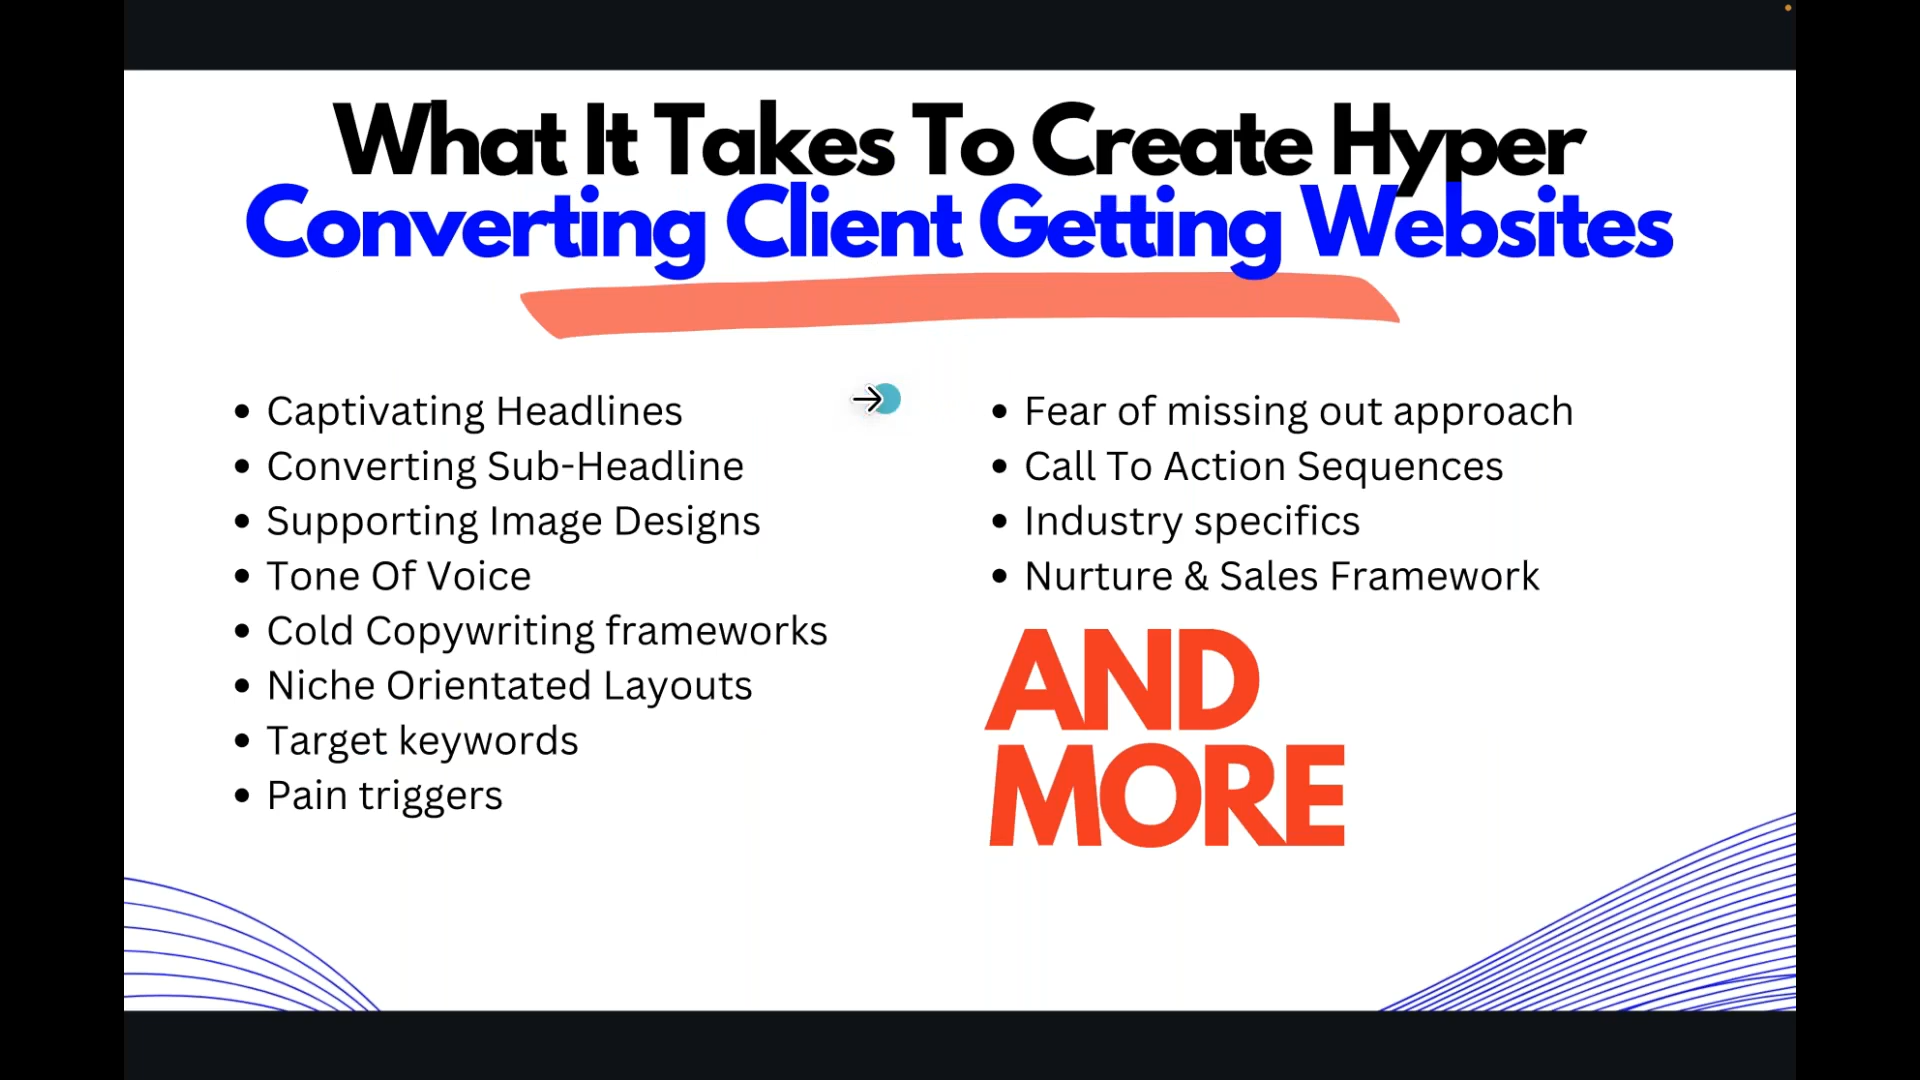 What It Takes To Create Hyper
Converting Client Getting Websites
• Captivating Headlines
• Converting Sub-Headline
• Supporting Image Designs
• Tone Of Voice
• Cold Copywriting frameworks
• Niche Orientated Layouts
• Target keywords
• Pain triggers
• Fear of missing out approach
• Call To Action Sequences
• Industry specifics
• Nurture & Sales Framework
AND
MORE